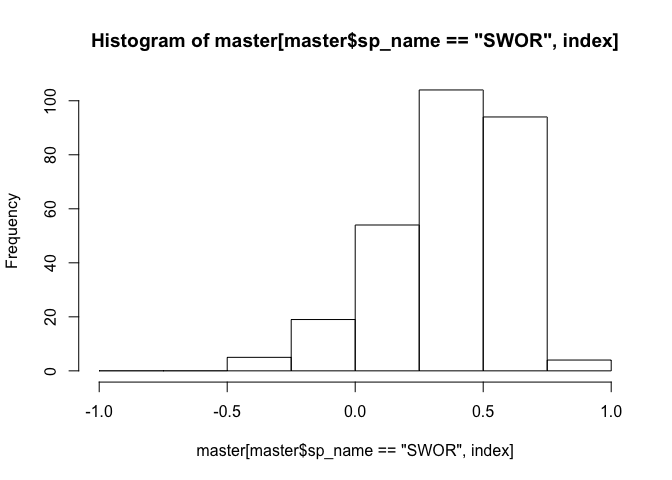 Histogram of master[master$sp_name == "SWOR", index]
Frequency
100
80
60
40
20
0
-1.0 -0.5 0.0 0.5 1.0
master[master$sp_name == "SWOR", index]